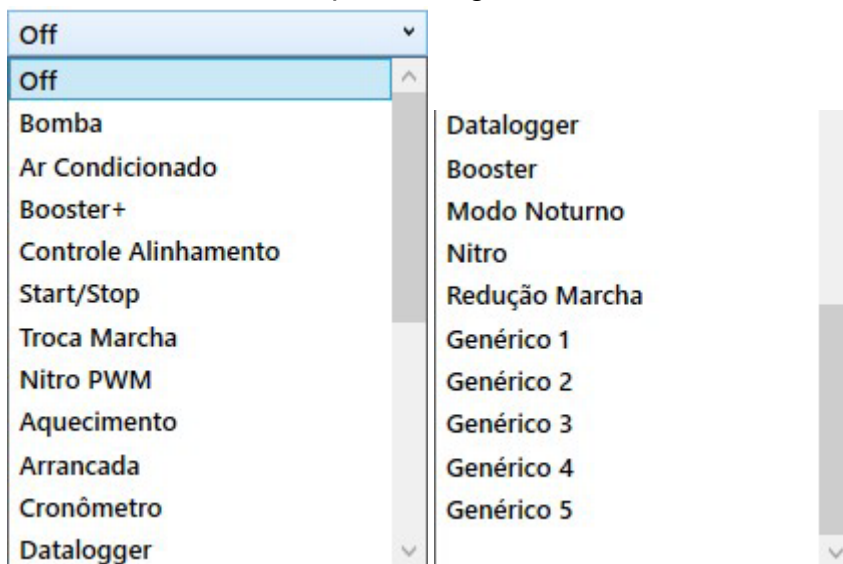 Off
Off
Bomba
Ar Condicionado
Booster+
Controle Alinhamento
Start/Stop
Troca Marcha
Nitro PWM
Aquecimento
Arrancada
Cronômetro
Datalogger
Datalogger
Booster
Modo Noturno
Nitro
Redução Marcha
Genérico 1
Genérico 2
Genérico 3
Genérico 4
Genérico 5